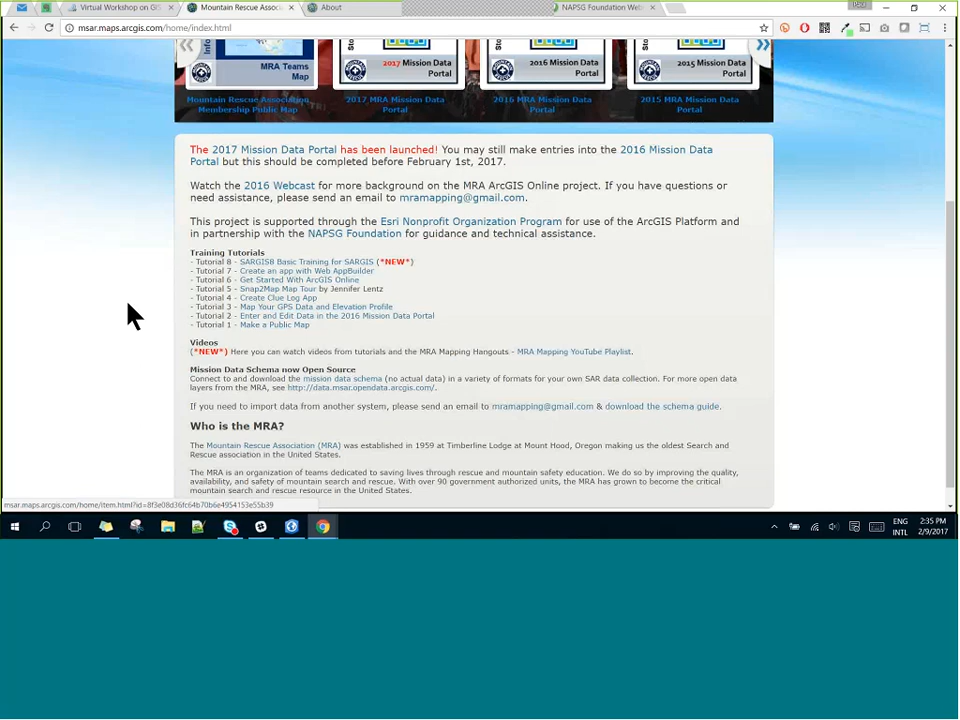 Virtual Workshop on GIS
Mountain Rescue Assoc
About
NAPSG Foundation Web
msar.maps.arcgis.com/home/index.html
MRA Teams
Map
2017 Mission Data
Portal
2016 Mission Data
Portal
2015 Mission Data
Portal
Mountain Rescue Association
Membership Public Map
2017 MRA Mission Data
Portal
2016 MRA Mission Data
Portal
2015 MRA Mission Data
Portal
The 2017 Mission Data Portal has been launched! You may still make entries into the 2016 Mission Data
Portal but this should be completed before February 1st, 2017.
Watch the 2016 Webcast for more background on the MRA ArcGIS Online project. If you have questions or
need assistance, please send an email to mramapping@gmail.com.
This project is supported through the Esri Nonprofit Organization Program for use of the ArcGIS Platform and
in partnership with the NAPSG Foundation for guidance and technical assistance.
Training Tutorials
- Tutorial 8 - SARGIS8 Basic Training for SARGIS (*NEW*)
- Tutorial 7 - Create an app with Web AppBuilder
- Tutorial 6 - Get Started With ArcGIS Online
- Tutorial 5 - Snap2Map Map Tour by Jennifer Lentz
- Tutorial 4 - Create Clue Log App
- Tutorial 3 - Map Your GPS Data and Elevation Profile
- Tutorial 2 - Enter and Edit Data in the 2016 Mission Data Portal
- Tutorial 1 - Make a Public Map
Videos
(*NEW*) Here you can watch videos from tutorials and the MRA Mapping Hangouts - MRA Mapping YouTube Playlist.
Mission Data Schema now Open Source
Connect to and download the mission data schema (no actual data) in a variety of formats for your own SAR data collection. For more open data
layers from the MRA, see http://data.msar.opendata.arcgis.com/.
If you need to import data from another system, please send an email to mramapping@gmail.com & download the schema guide.
Who is the MRA?
The Mountain Rescue Association (MRA) was established in 1959 at Timberline Lodge at Mount Hood, Oregon making us the oldest Search and
Rescue association in the United States.
The MRA is an organization of teams dedicated to saving lives through rescue and mountain safety education. We do so by improving the quality,
availability, and safety of mountain search and rescue. With over 90 government authorized units, the MRA has grown to become the critical
mountain search and rescue resource in the United States.
msar.maps.arcgis.com/home/item.html?id=8f3e08d36fc64b70b6e4954153e55b39
ENG
INTL
2:35 PM
2/9/2017